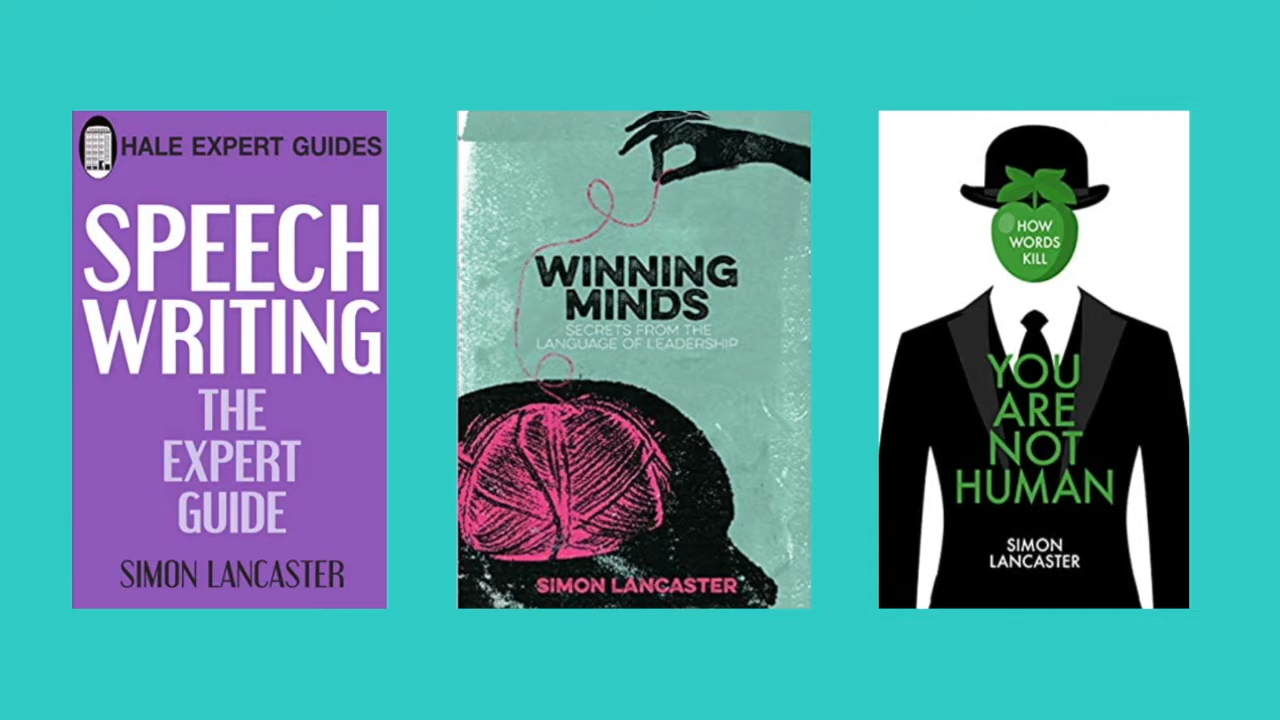 HALE EXPERT GUIDES
SPEECH
WRITING
THE
EXPERT
GUIDE
SIMON LANCASTER
WINNING
MINDS
SECRETS FROM THE
LANGUAGE OF LEADERSHIP
SIMON LANCASTER
HOW
WORDS
KILL
YOU
ARE
NOT
HUMAN
SIMON
LANCASTER